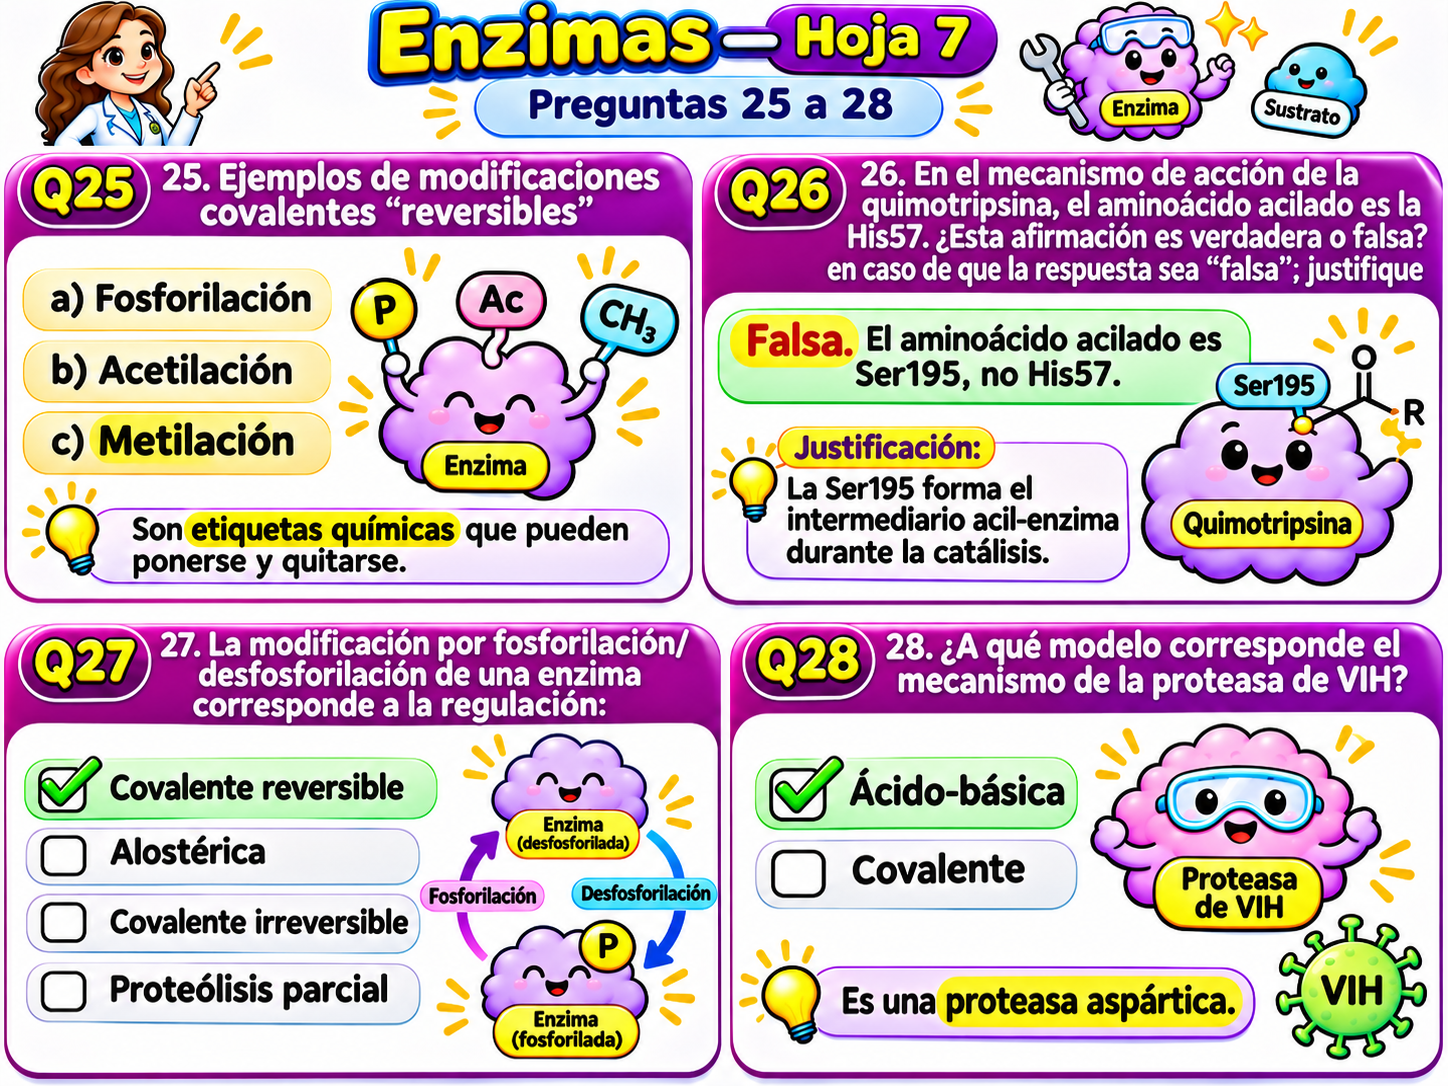 Enzimas — Hoja 7
Preguntas 25 a 28
Enzima
Sustrato
Q25
25. Ejemplos de modificaciones
covalentes “reversibles”
a) Fosforilación
b) Acetilación
c) Metilación
P
Ac
CH₃
Enzima
Son etiquetas químicas que pueden
ponerse y quitarse.
Q26
26. En el mecanismo de acción de la
quimotripsina, el aminoácido acilado es la
His57. ¿Esta afirmación es verdadera o falsa?
en caso de que la respuesta sea “falsa”; justifique
Falsa. El aminoácido acilado es
Ser195, no His57.
Justificación:
La Ser195 forma el
intermediario acil-enzima
durante la catálisis.
Ser195
O
R
Quimotripsina
Q27
27. La modificación por fosforilación/
desfosforilación de una enzima
corresponde a la regulación:
Covalente reversible
Alostérica
Covalente irreversible
Proteólisis parcial
Enzima
(desfosforilada)
Fosforilación
Desfosforilación
P
Enzima
(fosforilada)
Q28
28. ¿A qué modelo corresponde el
mecanismo de la proteasa de VIH?
Ácido-básica
Covalente
Proteasa
de VIH
VIH
Es una proteasa aspártica.